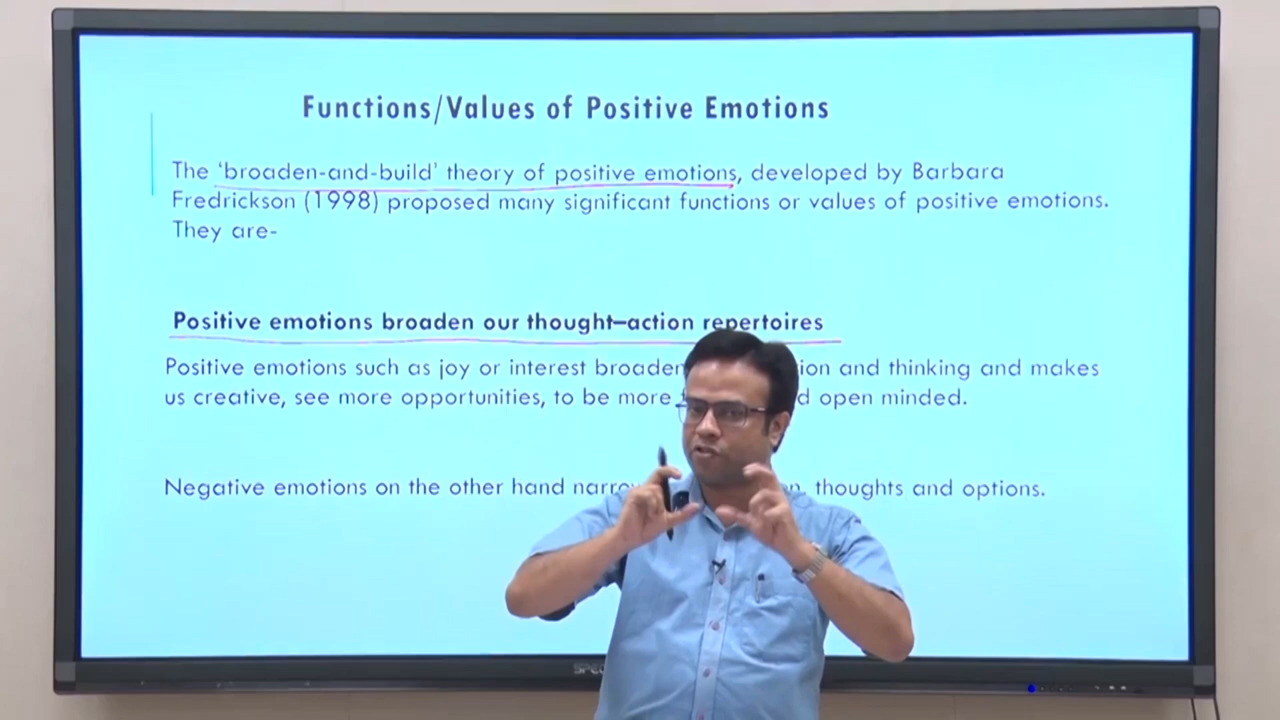 Functions/Values of Positive Emotions
The ‘broaden-and-build’ theory of positive emotions, developed by Barbara
Fredrickson (1998) proposed many significant functions or values of positive emotions.
They are-
Positive emotions broaden our thought–action repertoires
Positive emotions such as joy or interest broaden and thinking and makes
us creative, see more opportunities, to be more open minded.
Negative emotions on the other hand thoughts and options.